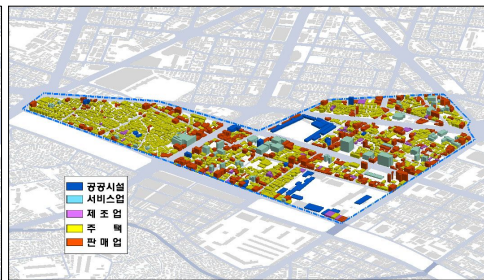 공공시설
서비스업
제 조 업
주 택
판 매 업